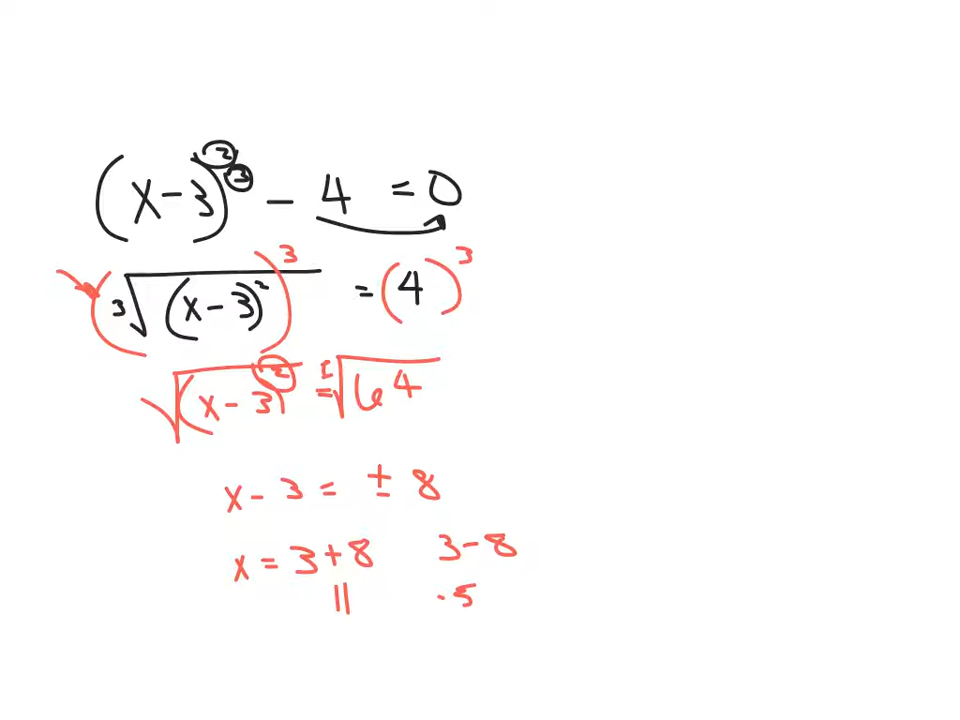 (x-3)^(2/3) - 4 = 0
(∛(x-3)²)³ = (4)³
√(x-3)² = ±√64
x-3 = ± 8
x = 3+8 3-8
11 -5